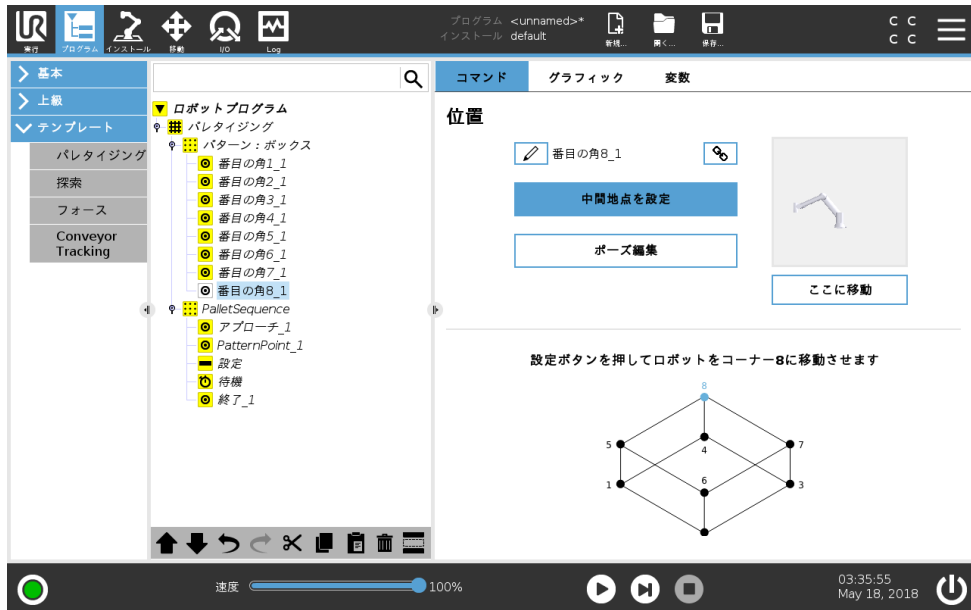 プログラム <unnamed>*
インストール default
新規...
開く...
保存...
C C
C C
実行
プログラム
インストール
移動
I/O
Log
基本
上級
テンプレート
パレタイジング
探索
フォース
Conveyor
Tracking
ロボットプログラム
パレタイジング
パターン：ボックス
番目の角1_1
番目の角2_1
番目の角3_1
番目の角4_1
番目の角5_1
番目の角6_1
番目の角7_1
番目の角8_1
PalletSequence
アプローチ_1
PatternPoint_1
設定
待機
終了_1
コマンド
グラフィック
変数
位置
番目の角8_1
中間地点を設定
ポーズ編集
ここに移動
設定ボタンを押してロボットをコーナー8に移動させます
8
5
7
4
6
1
3
速度
100%
03:35:55
May 18, 2018